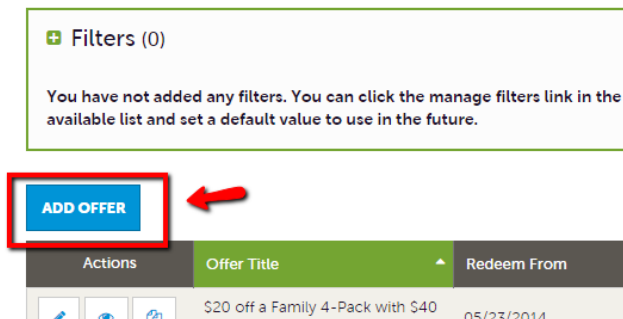 Filters (0)
You have not added any filters. You can click the manage filters link in the
available list and set a default value to use in the future.
ADD OFFER
Actions Offer Title Redeem From
$20 off a Family 4-Pack with $40
05/23/2014